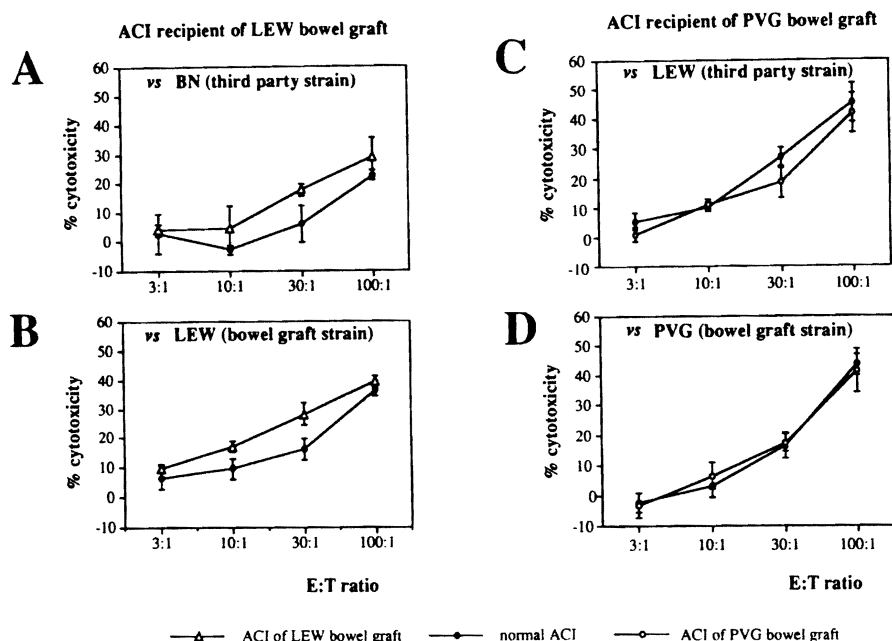 ACI recipient of LEW bowel graft
A
vs BN (third party strain)
% cytotoxicity
60
50
40
30
20
10
0
-10
3:1
10:1
30:1
100:1
B
vs LEW (bowel graft strain)
% cytotoxicity
60
50
40
30
20
10
0
-10
3:1
10:1
30:1
100:1
E:T ratio
ACI recipient of PVG bowel graft
C
vs LEW (third party strain)
% cytotoxicity
60
50
40
30
20
10
0
-10
3:1
10:1
30:1
100:1
D
vs PVG (bowel graft strain)
% cytotoxicity
60
50
40
30
20
10
0
-10
3:1
10:1
30:1
100:1
E:T ratio
ACI of LEW bowel graft
normal ACI
ACI of PVG bowel graft